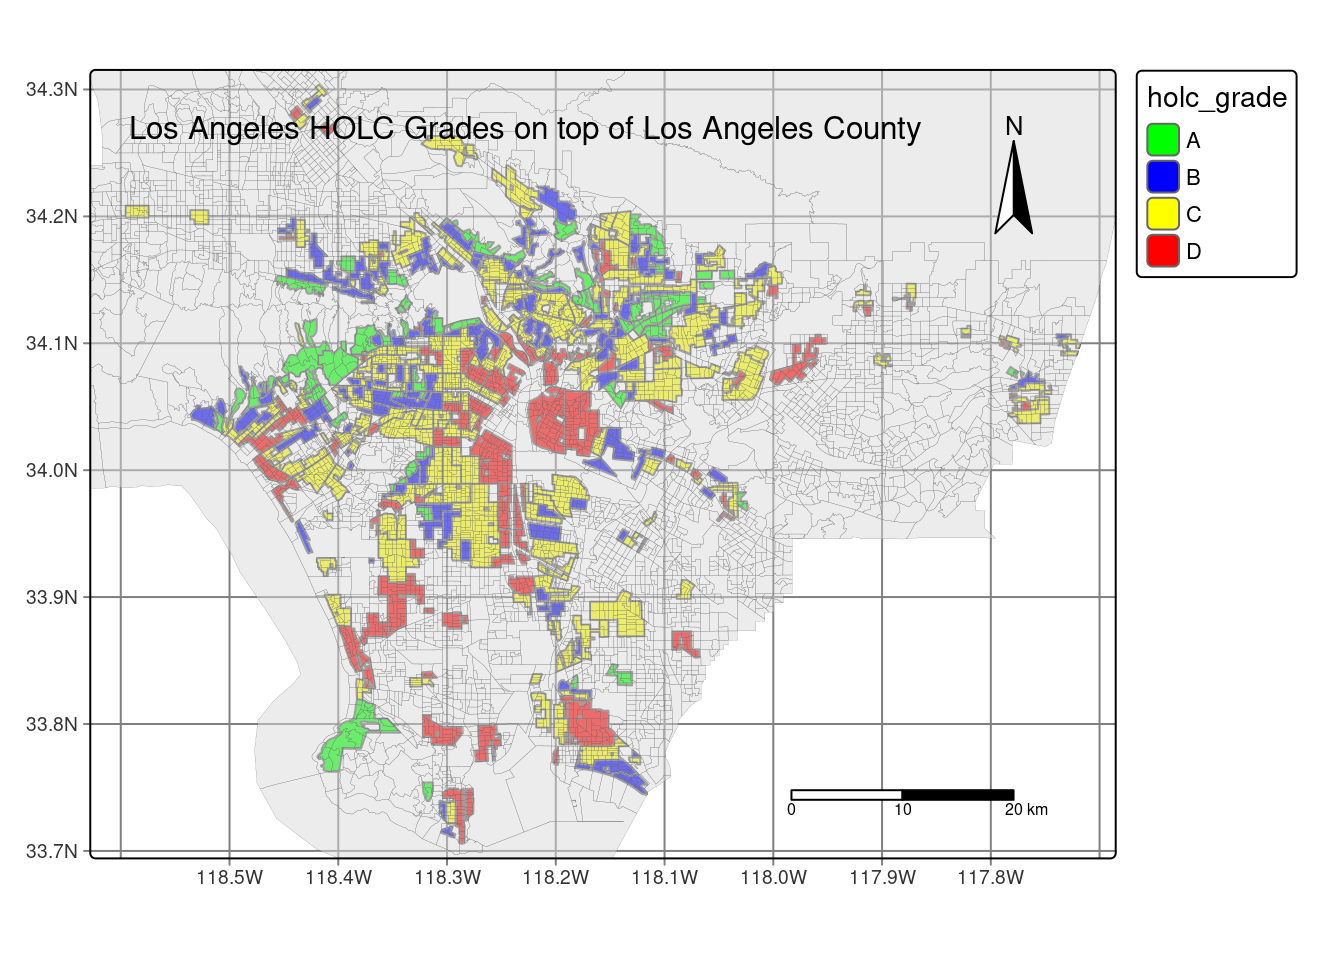 Los Angeles HOLC Grades on top of Los Angeles County
N
holc_grade
A
B
C
D
34.3N
34.2N
34.1N
34.0N
33.9N
33.8N
33.7N
0 10 20 km
118.5W 118.4W 118.3W 118.2W 118.1W 118.0W 117.9W 117.8W